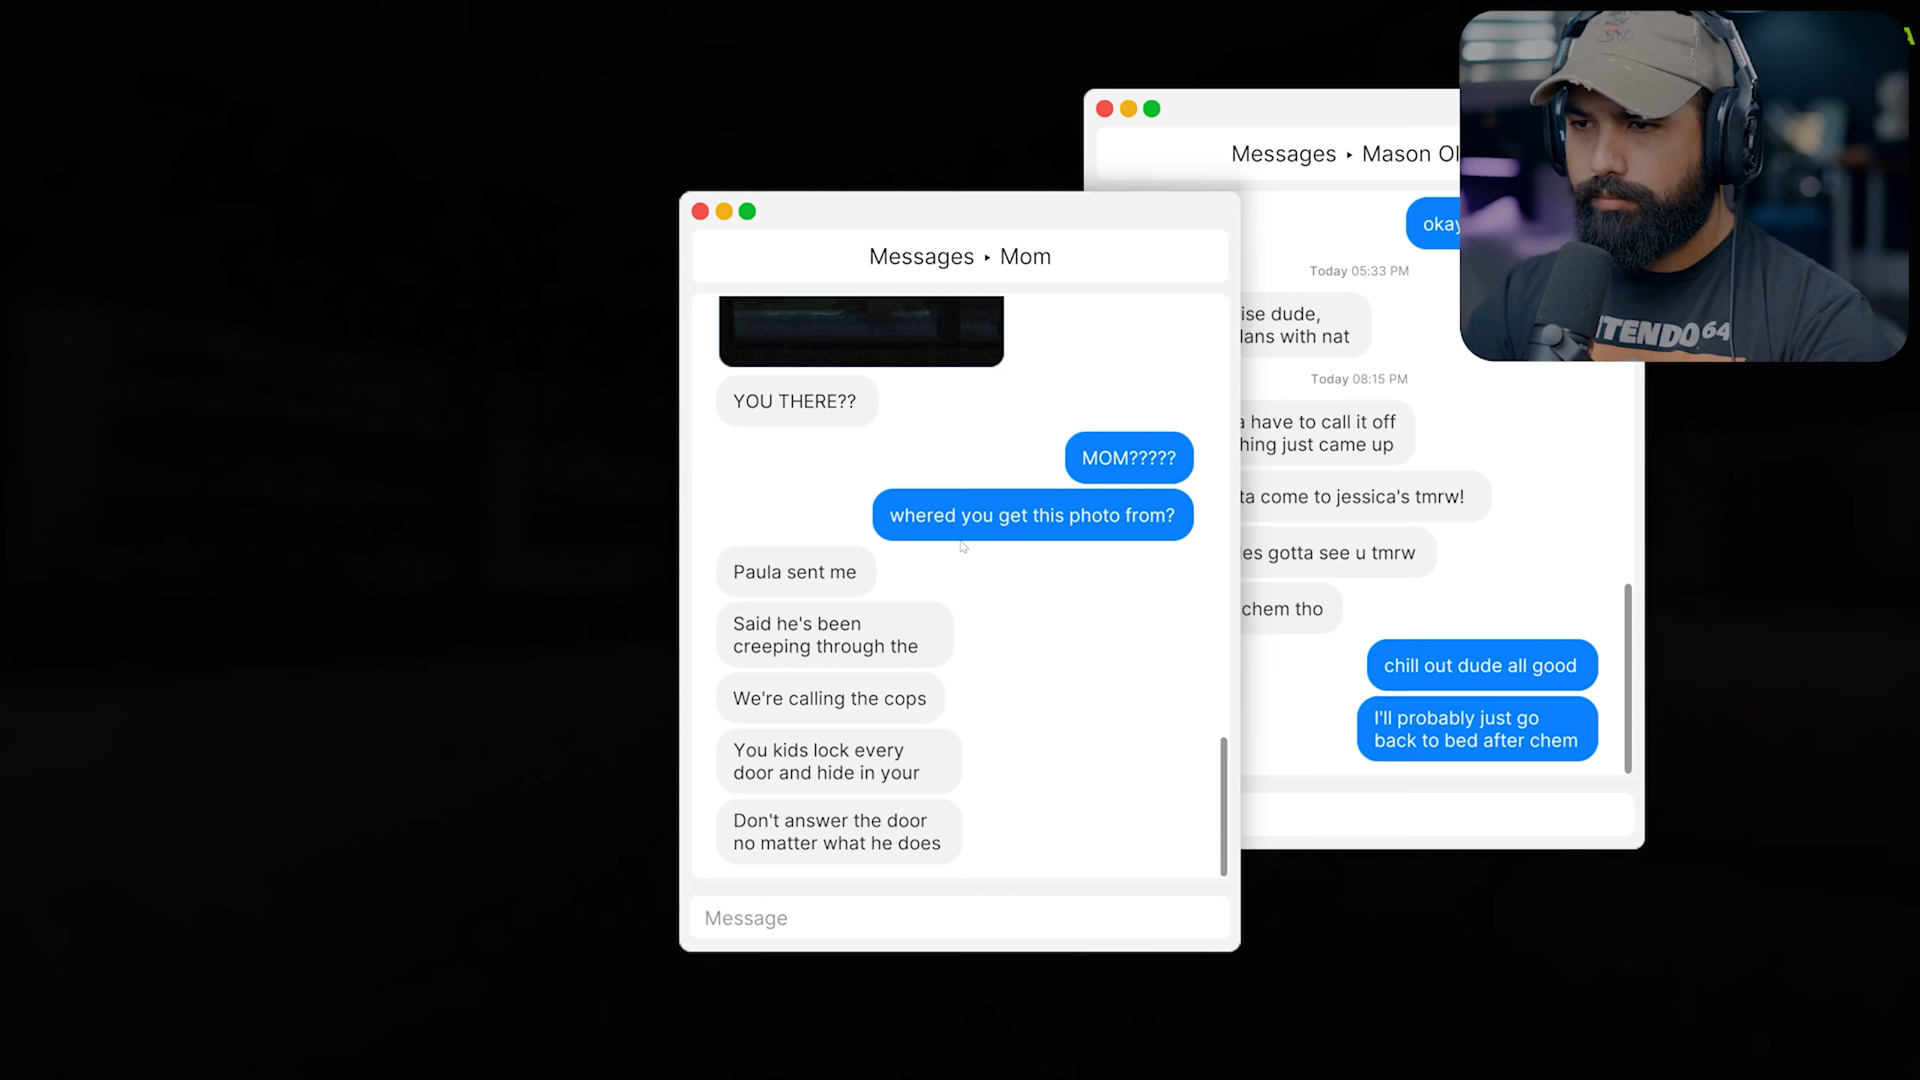 Messages ▸ Mom
YOU THERE??
MOM?????
whered you get this photo from?
Paula sent me
Said he's been
creeping through the
We're calling the cops
You kids lock every
door and hide in your
Don't answer the door
no matter what he does
Message
Messages ▸ Mason Ol
okay
Today 05:33 PM
ise dude,
lans with nat
Today 08:15 PM
a have to call it off
hing just came up
ta come to jessica's tmrw!
es gotta see u tmrw
chem tho
chill out dude all good
I'll probably just go
back to bed after chem
TENDO 64
A